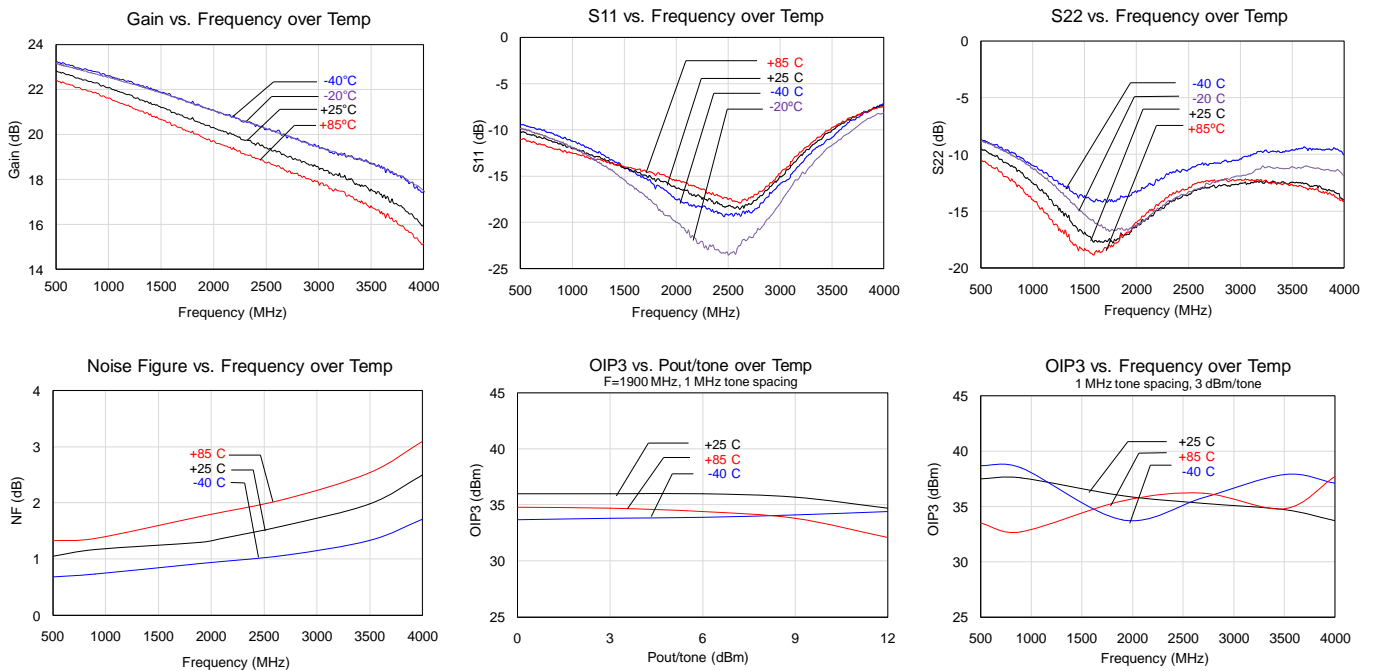 Gain vs. Frequency over Temp
24
22
20
18
16
14
Gain (dB)
-40°C
-20°C
+25°C
+85ºC
500 1000 1500 2000 2500 3000 3500 4000
Frequency (MHz)
S11 vs. Frequency over Temp
0
-5
-10
-15
-20
-25
S11 (dB)
+85 C
+25 C
-40 C
-20ºC
500 1000 1500 2000 2500 3000 3500 4000
Frequency (MHz)
S22 vs. Frequency over Temp
0
-5
-10
-15
-20
S22 (dB)
-40 C
-20 C
+25 C
+85ºC
500 1000 1500 2000 2500 3000 3500 4000
Frequency (MHz)
Noise Figure vs. Frequency over Temp
4
3
2
1
0
NF (dB)
+85 C
+25 C
-40 C
500 1000 1500 2000 2500 3000 3500 4000
Frequency (MHz)
OIP3 vs. Pout/tone over Temp
F=1900 MHz, 1 MHz tone spacing
45
40
35
30
25
OIP3 (dBm)
+25 C
+85 C
-40 C
0 3 6 9 12
Pout/tone (dBm)
OIP3 vs. Frequency over Temp
1 MHz tone spacing, 3 dBm/tone
45
40
35
30
25
OIP3 (dBm)
+25 C
+85 C
-40 C
500 1000 1500 2000 2500 3000 3500 4000
Frequency (MHz)